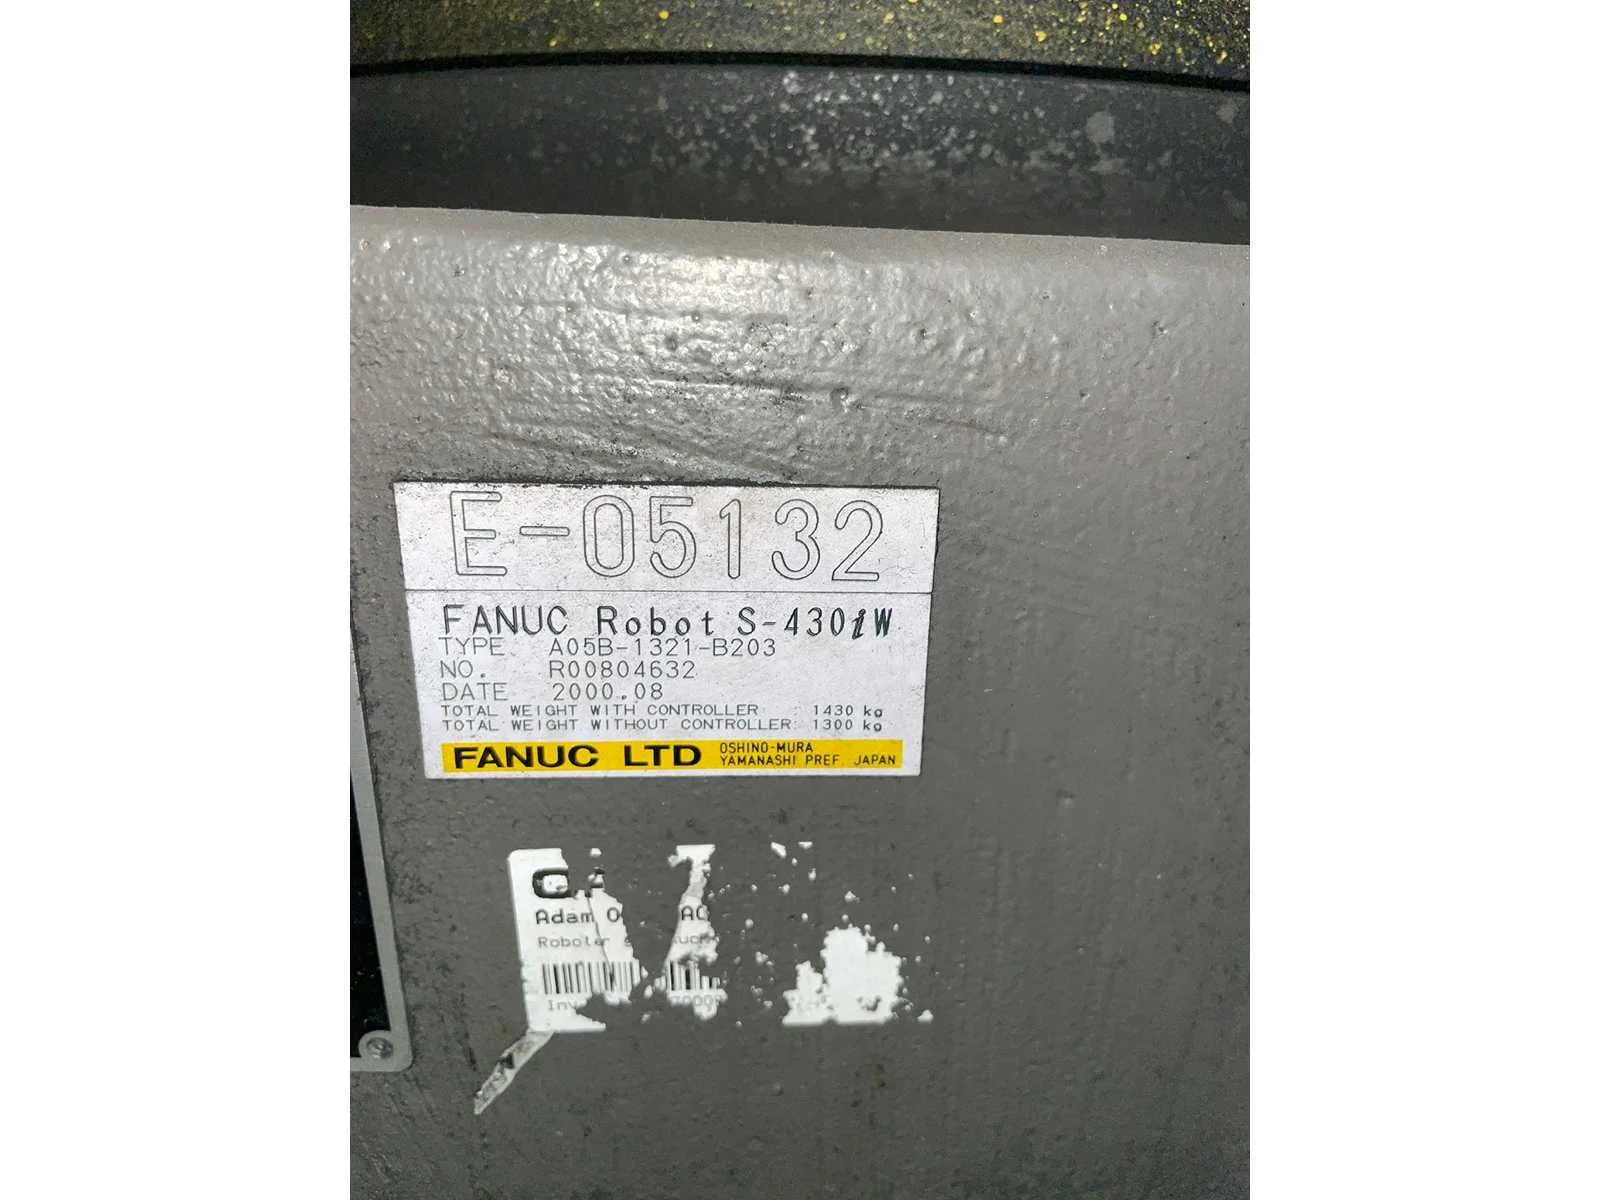 E-05132
FANUC Robot S-430iW
TYPE A05B-1321-B203
NO. R00804632
DATE 2000.08
TOTAL WEIGHT WITH CONTROLLER : 1430 kg
TOTAL WEIGHT WITHOUT CONTROLLER: 1300 kg
FANUC LTD OSHINO-MURA
YAMANASHI PREF. JAPAN
Adam